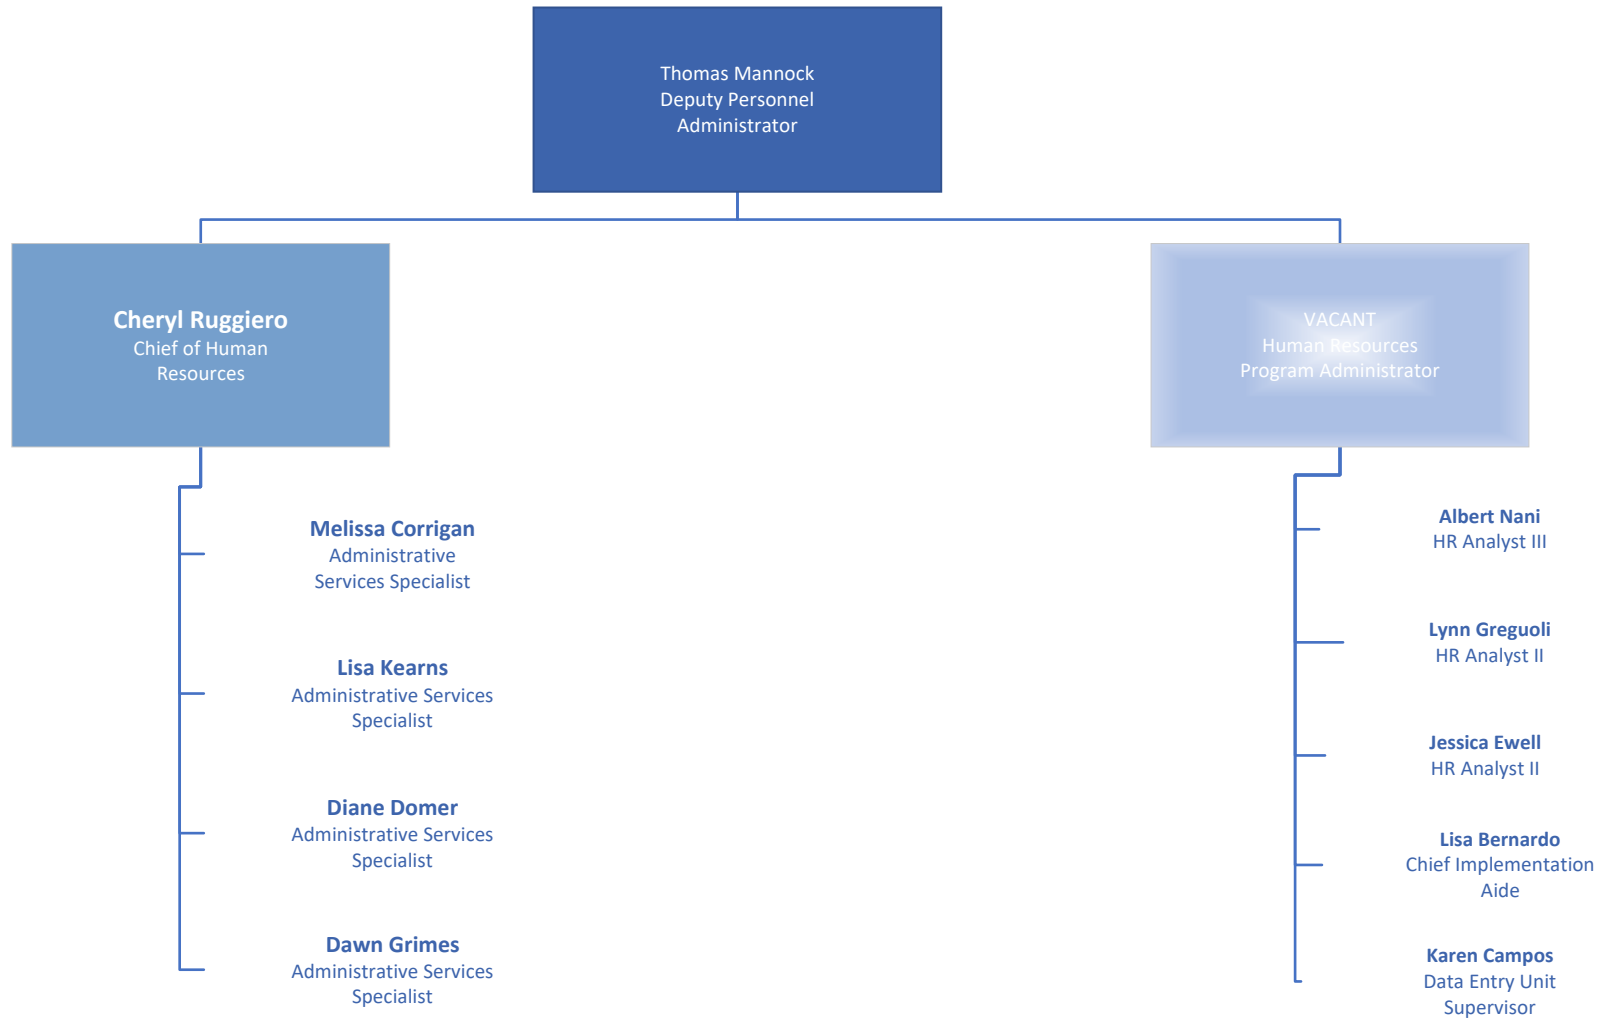 Thomas Mannock
Deputy Personnel
Administrator
Cheryl Ruggiero
Chief of Human
Resources
VACANT
Human Resources
Program Administrator
Melissa Corrigan
Administrative
Services Specialist
Lisa Kearns
Administrative Services
Specialist
Diane Domer
Administrative Services
Specialist
Dawn Grimes
Administrative Services
Specialist
Albert Nani
HR Analyst III
Lynn Greguoli
HR Analyst II
Jessica Ewell
HR Analyst II
Lisa Bernardo
Chief Implementation
Aide
Karen Campos
Data Entry Unit
Supervisor